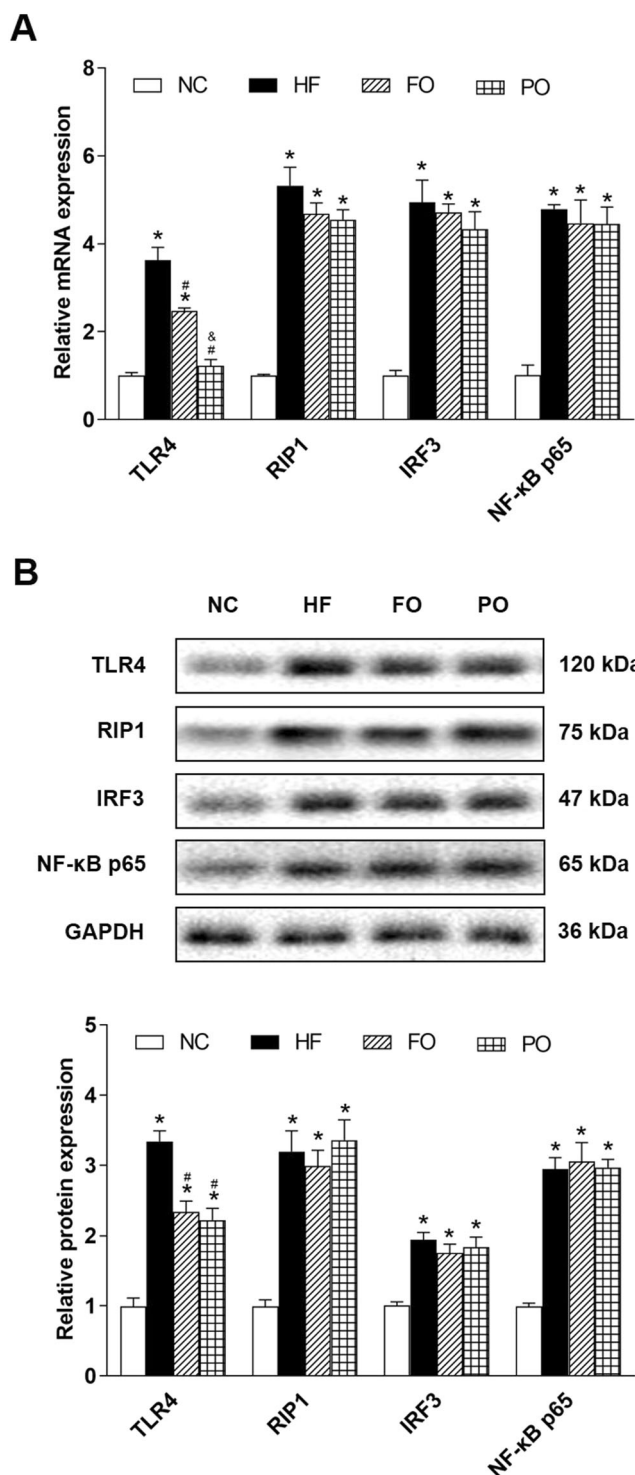 A
8
NC HF FO PO
6
4
2
0
Relative mRNA expression
* * * * * * * * * *
# *
& #
TLR4 RIP1 IRF3 NF-κB p65
B
NC HF FO PO
TLR4 120 kDa
RIP1 75 kDa
IRF3 47 kDa
NF-κB p65 65 kDa
GAPDH 36 kDa
5
NC HF FO PO
4
3
2
1
0
Relative protein expression
* * * * * * * * * *
# *
# *
TLR4 RIP1 IRF3 NF-κB p65